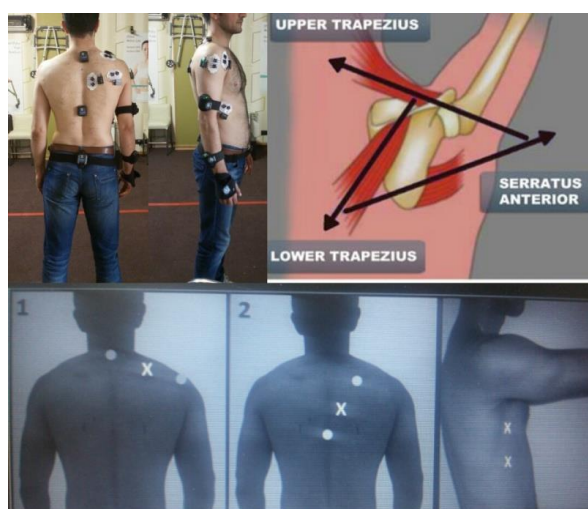 UPPER TRAPEZIUS
SERRATUS
ANTERIOR
LOWER TRAPEZIUS
1
2
X
X
X
X